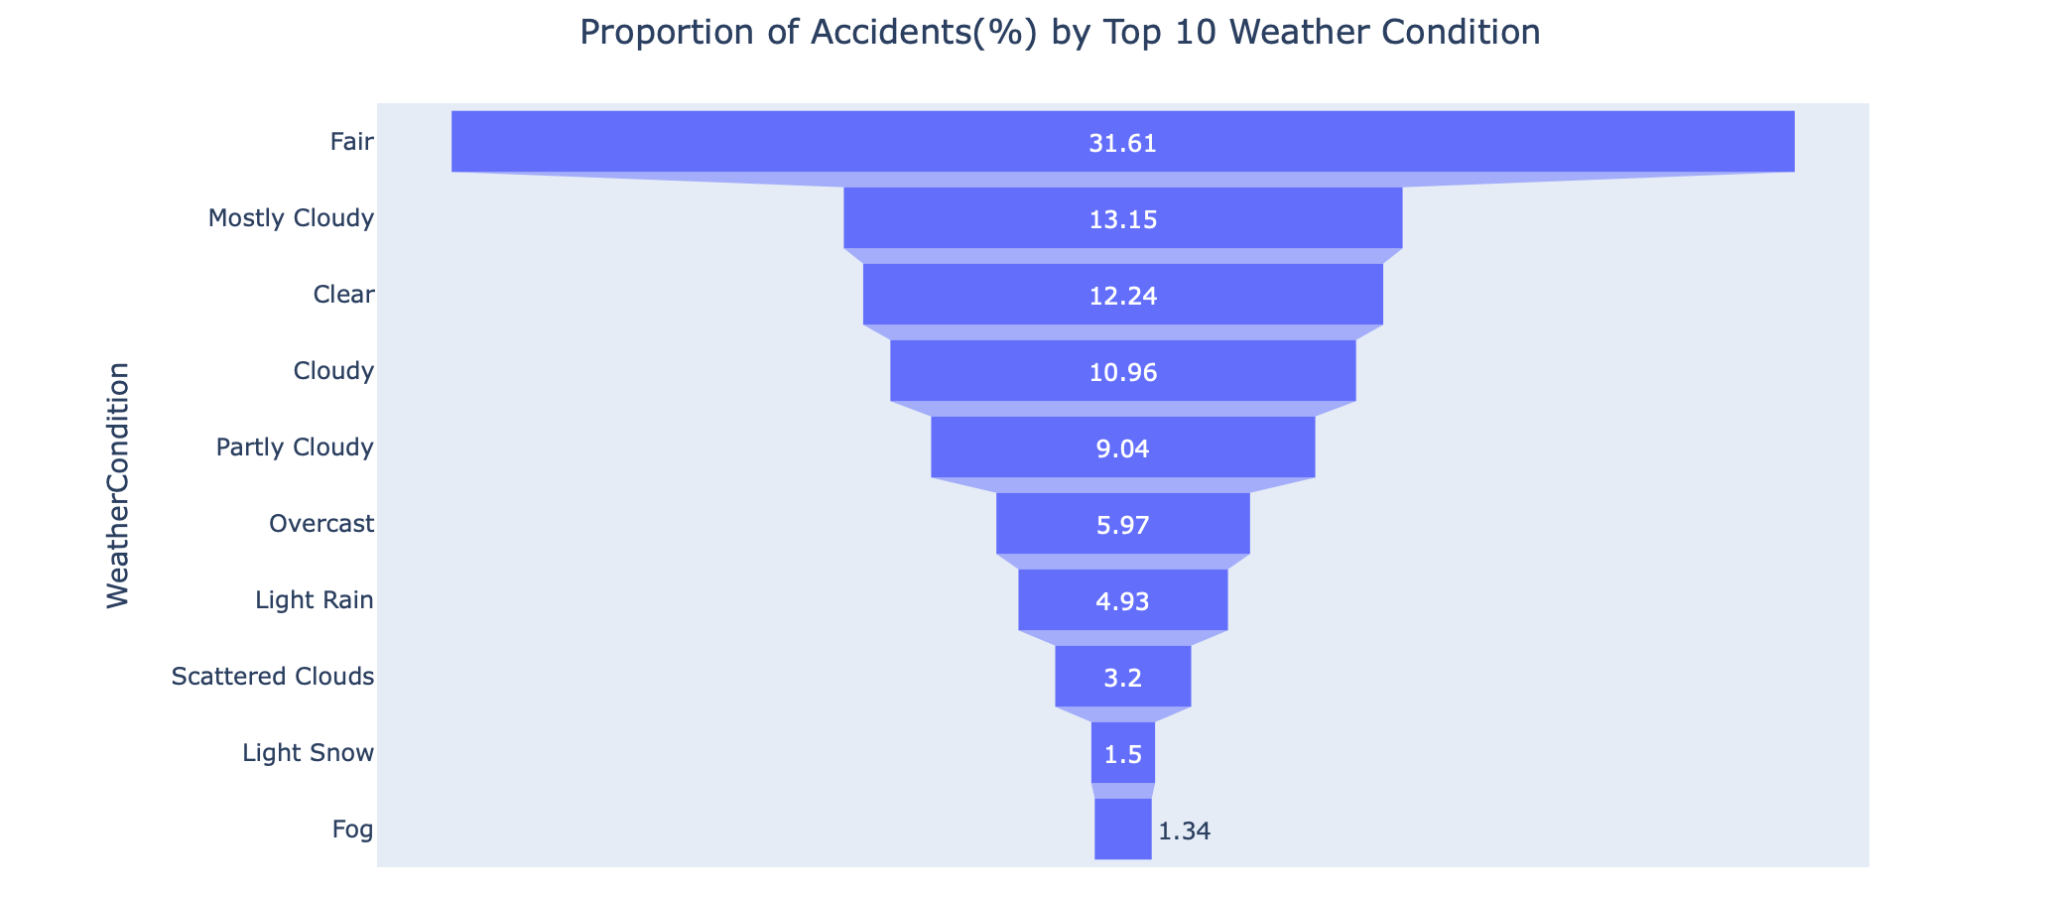 Proportion of Accidents(%) by Top 10 Weather Condition
WeatherCondition
Fair 31.61
Mostly Cloudy 13.15
Clear 12.24
Cloudy 10.96
Partly Cloudy 9.04
Overcast 5.97
Light Rain 4.93
Scattered Clouds 3.2
Light Snow 1.5
Fog 1.34